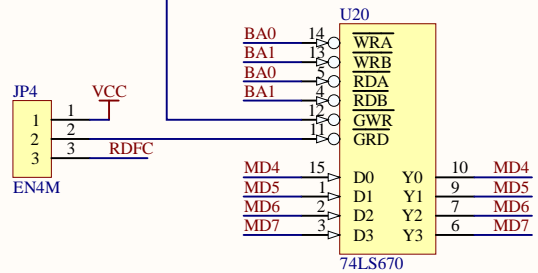 U20
BA0 14 WRA
BA1 13 WRB
BA0 5 RDA
BA1 4 RDB
12 GWR
11 GRD
JP4
VCC
1 1
2 2
3 3 RDFC
EN4M
MD4 15 D0 Y0 10 MD4
MD5 1 D1 Y1 9 MD5
MD6 2 D2 Y2 7 MD6
MD7 3 D3 Y3 6 MD7
74LS670